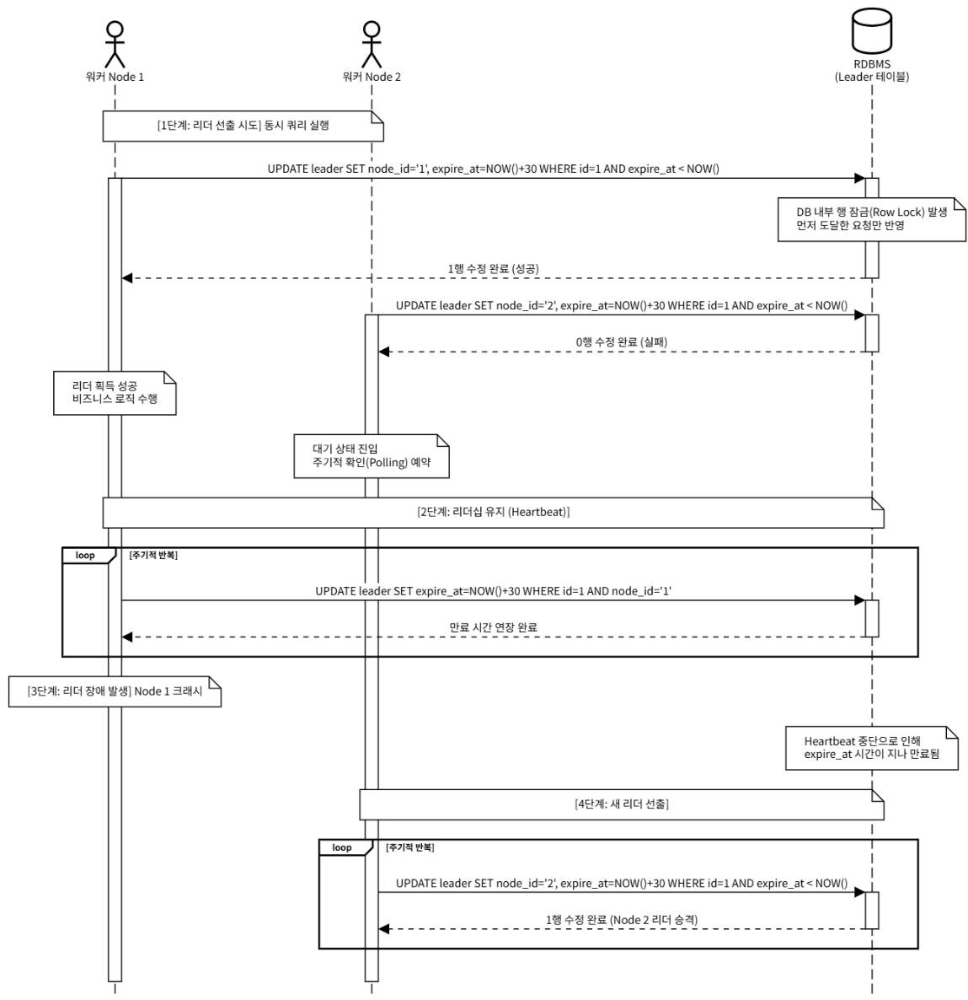 워커 Node 1
워커 Node 2
RDBMS
(Leader 테이블)
[1단계: 리더 선출 시도] 동시 쿼리 실행
UPDATE leader SET node_id='1', expire_at=NOW()+30 WHERE id=1 AND expire_at < NOW()
DB 내부 행 잠금(Row Lock) 발생
먼저 도달한 요청만 반영
1행 수정 완료 (성공)
UPDATE leader SET node_id='2', expire_at=NOW()+30 WHERE id=1 AND expire_at < NOW()
0행 수정 완료 (실패)
리더 획득 성공
비즈니스 로직 수행
대기 상태 진입
주기적 확인(Polling) 예약
[2단계: 리더십 유지 (Heartbeat)]
loop
[주기적 반복]
UPDATE leader SET expire_at=NOW()+30 WHERE id=1 AND node_id='1'
만료 시간 연장 완료
[3단계: 리더 장애 발생] Node 1 크래시
Heartbeat 중단으로 인해
expire_at 시간이 지나 만료됨
[4단계: 새 리더 선출]
loop
[주기적 반복]
UPDATE leader SET node_id='2', expire_at=NOW()+30 WHERE id=1 AND expire_at < NOW()
1행 수정 완료 (Node 2 리더 승격)